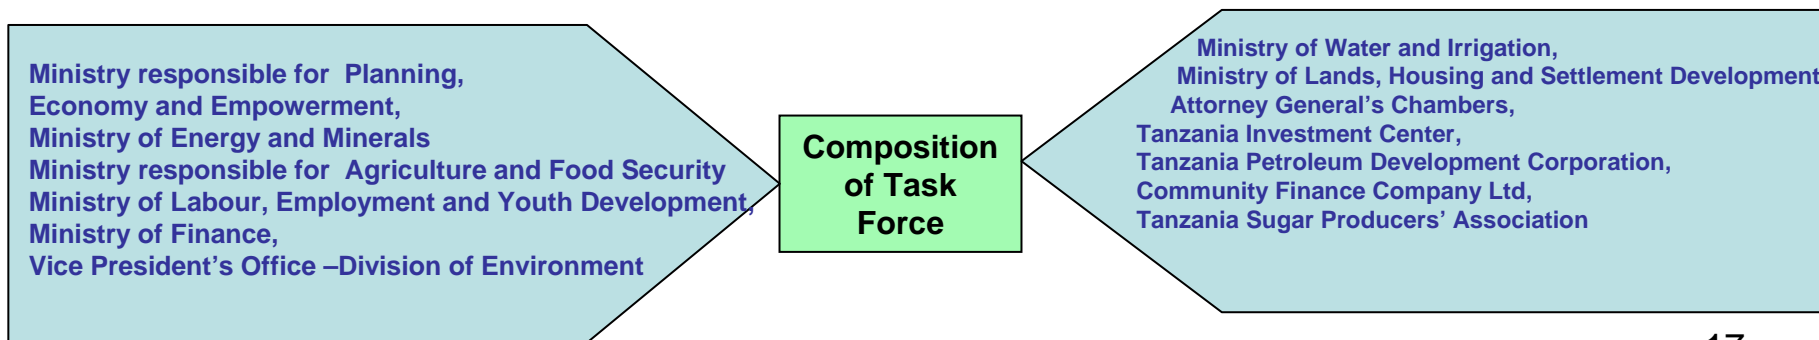 Ministry responsible for Planning,
Economy and Empowerment,
Ministry of Energy and Minerals
Ministry responsible for Agriculture and Food Security
Ministry of Labour, Employment and Youth Development,
Ministry of Finance,
Vice President's Office –Division of Environment
Composition
of Task
Force
Ministry of Water and Irrigation,
Ministry of Lands, Housing and Settlement Development
Attorney General's Chambers,
Tanzania Investment Center,
Tanzania Petroleum Development Corporation,
Community Finance Company Ltd,
Tanzania Sugar Producers' Association
17